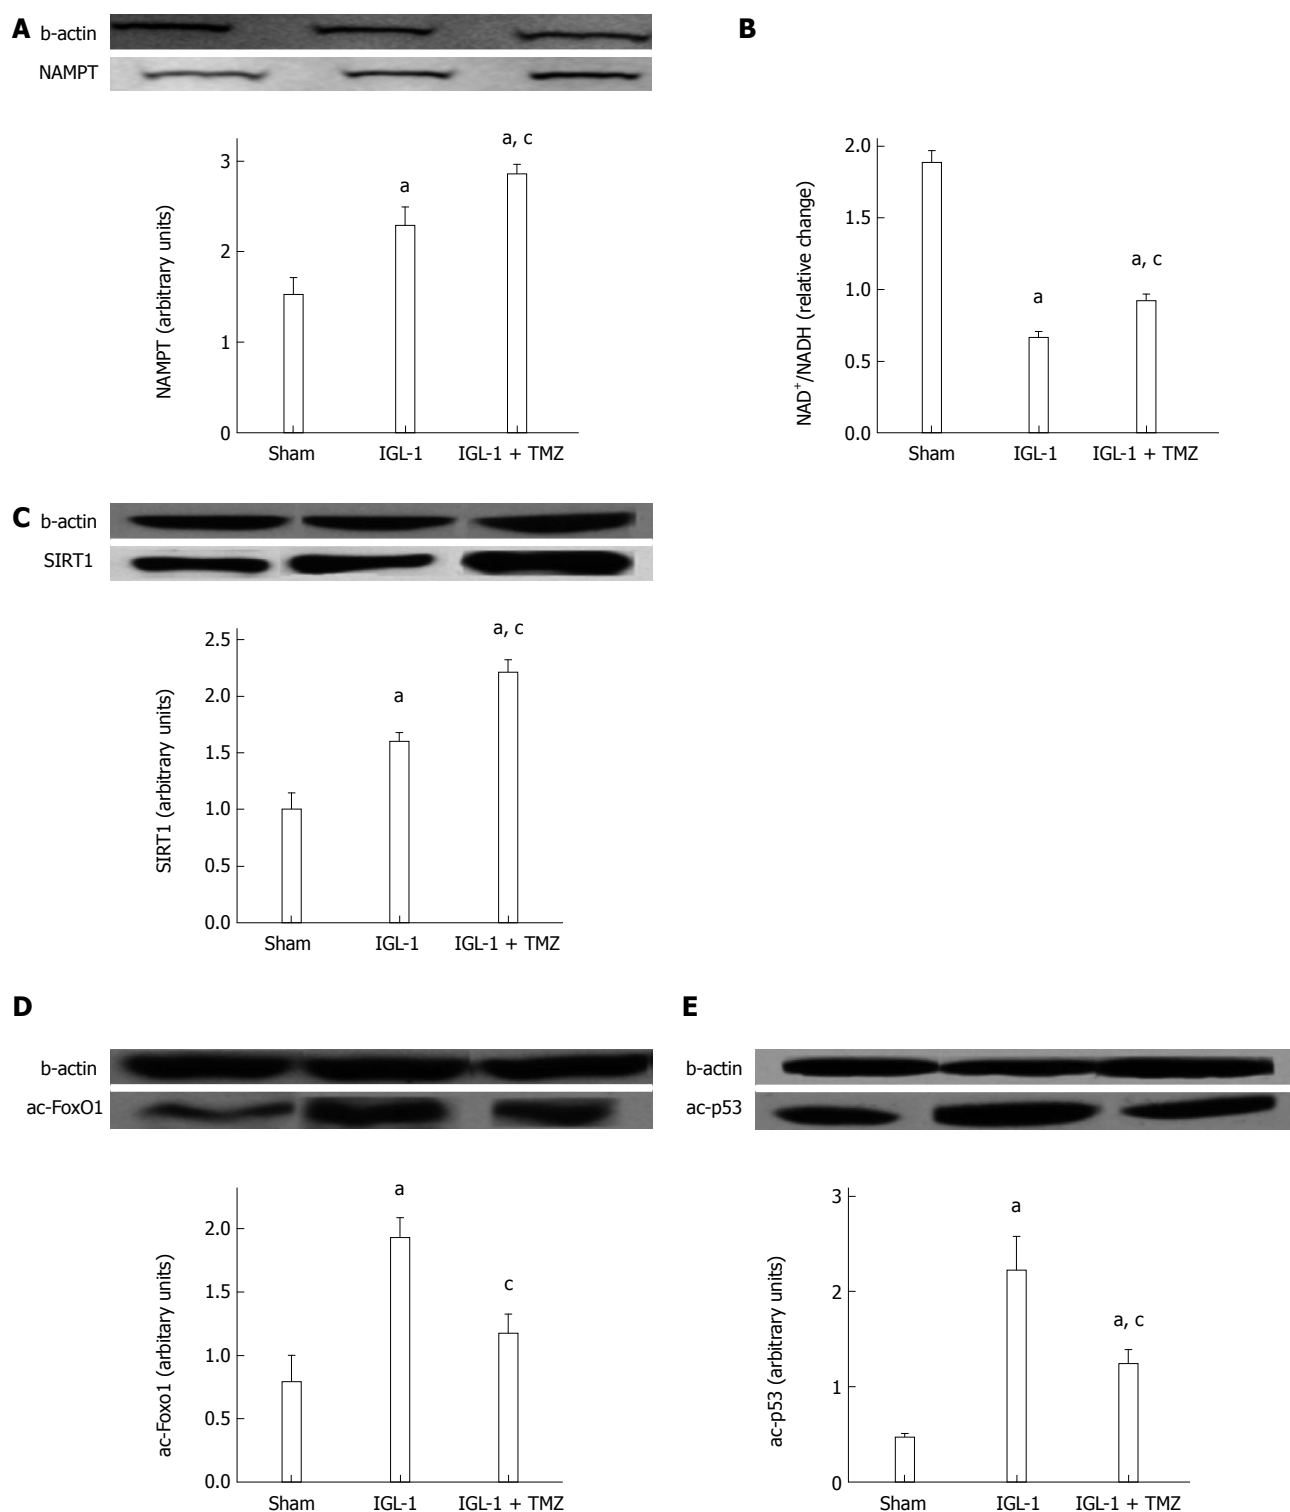 A
b-actin
NAMPT
NAMPT (arbitrary units)
3
2
1
0
a
a, c
Sham
IGL-1
IGL-1 + TMZ
B
NAD+/NADH (relative change)
2.0
1.5
1.0
0.5
0.0
a
a, c
Sham
IGL-1
IGL-1 + TMZ
C
b-actin
SIRT1
SIRT1 (arbitrary units)
2.5
2.0
1.5
1.0
0.5
0.0
a
a, c
Sham
IGL-1
IGL-1 + TMZ
D
b-actin
ac-FoxO1
ac-Foxo1 (arbitary units)
2.0
1.5
1.0
0.5
0.0
a
c
Sham
IGL-1
IGL-1 + TMZ
E
b-actin
ac-p53
ac-p53 (arbitrary units)
3
2
1
0
a
a, c
Sham
IGL-1
IGL-1 + TMZ